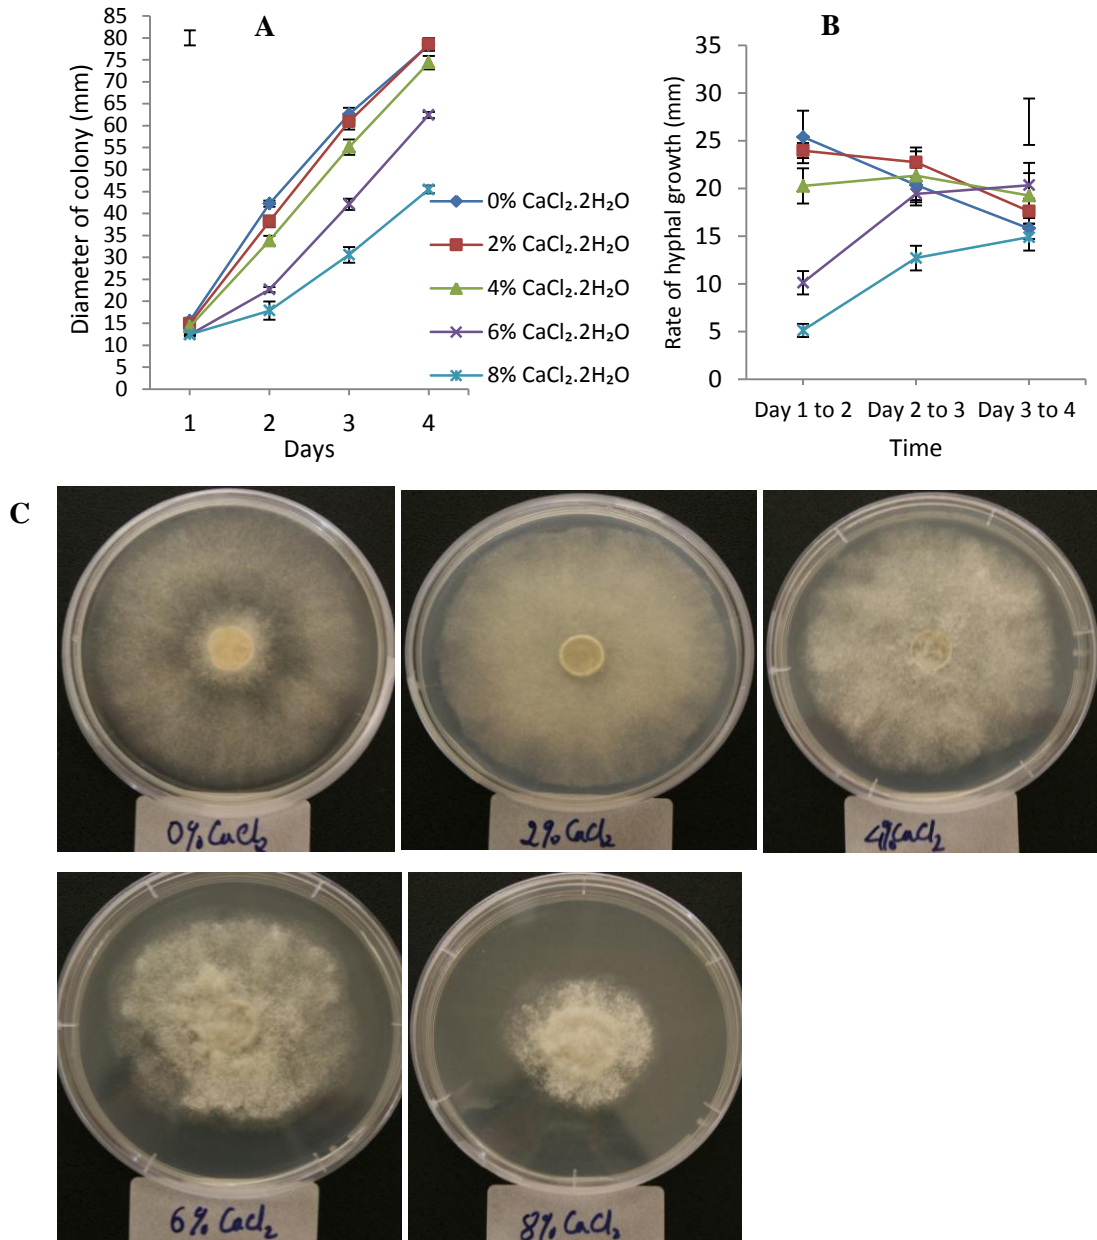 A
85
80
75
70
65
60
55
50
45
40
35
30
25
20
15
10
5
0
Diameter of colony (mm)
1 2 3 4
Days
0% CaCl₂.2H₂O
2% CaCl₂.2H₂O
4% CaCl₂.2H₂O
6% CaCl₂.2H₂O
8% CaCl₂.2H₂O
B
35
30
25
20
15
10
5
0
Rate of hyphal growth (mm)
Day 1 to 2 Day 2 to 3 Day 3 to 4
Time
C
0% CaCl₂
2% CaCl₂
4% CaCl₂
6% CaCl₂
8% CaCl₂